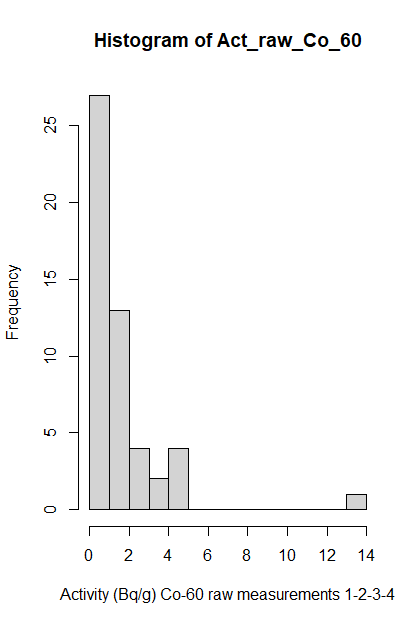 Histogram of Act_raw_Co_60
Frequency
25
20
15
10
5
0
0 2 4 6 8 10 12 14
Activity (Bq/g) Co-60 raw measurements 1-2-3-4